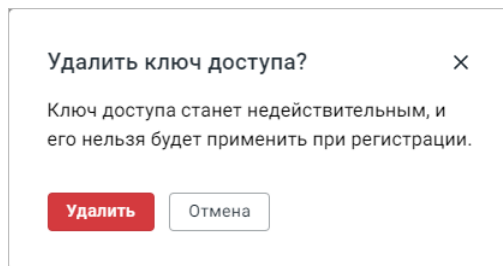 Удалить ключ доступа?
Ключ доступа станет недействительным, и
его нельзя будет применить при регистрации.
Удалить
Отмена